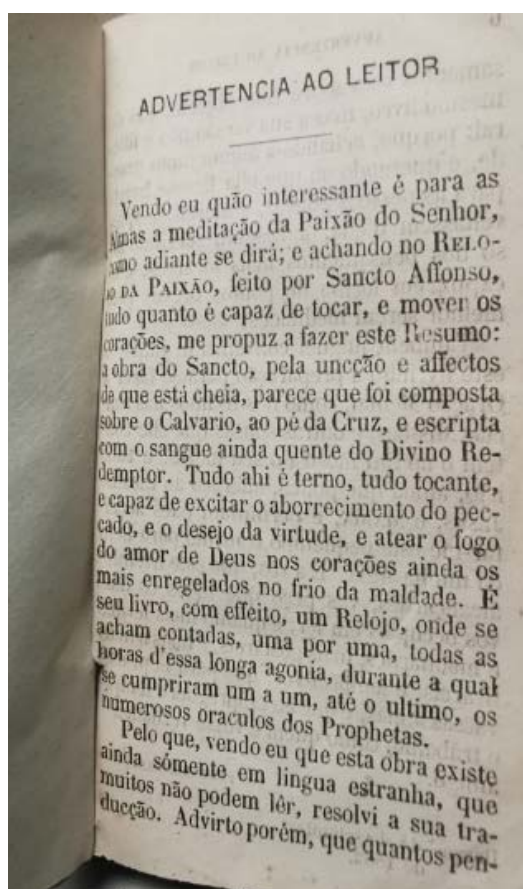 ADVERTENCIA AO LEITOR
Vendo eu quão interessante é para as
Almas a meditação da Paixão do Senhor,
como adiante se dirá; e achando no RELO-
JO DA PAIXÃO, feito por Sancto Affonso,
tudo quanto é capaz de tocar, e mover os
corações, me propuz a fazer este Resumo:
a obra do Sancto, pela uncção e affectos
de que está cheia, parece que foi composta
sobre o Calvario, ao pé da Cruz, e escripta
com o sangue ainda quente do Divino Re-
demptor. Tudo ahi é terno, tudo tocante,
e capaz de excitar o aborrecimento do pec-
cado, e o desejo da virtude, e atear o fogo
do amor de Deus nos corações ainda os
mais enregelados no frio da maldade. É
seu livro, com effeito, um Relojo, onde se
acham contadas, uma por uma, todas as
horas d'essa longa agonia, durante a qual
se cumpriram um a um, até o ultimo, os
numerosos oraculos dos Prophetas.
Pelo que, vendo eu que esta obra existe
ainda sómente em lingua estranha, que
muitos não podem lêr, resolvi a sua tra-
ducção. Advirto porém, que quantos pen-